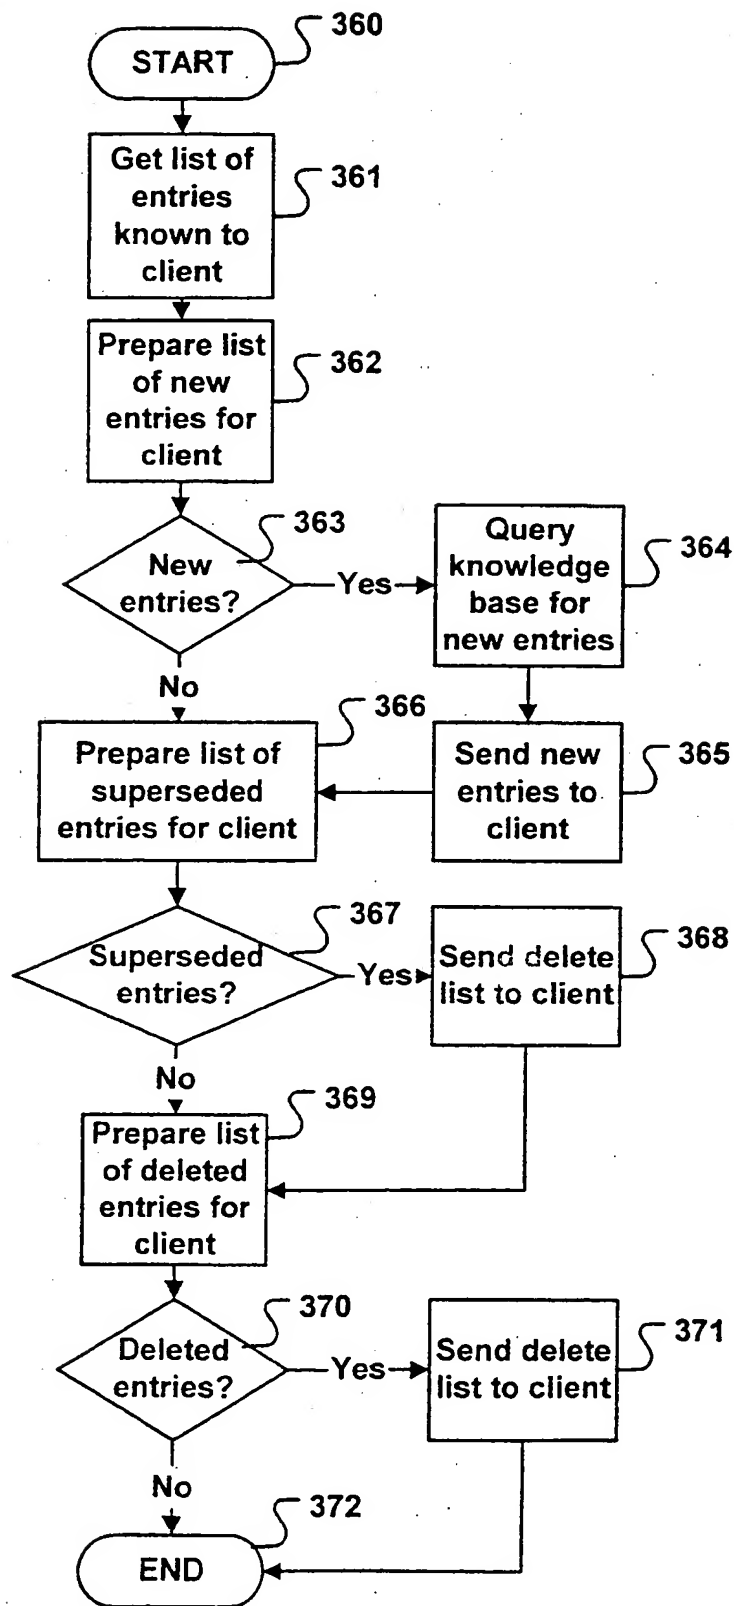 360
START
Get list of
entries
known to
client
361
Prepare list
of new
entries for
client
362
363
New
entries?
Yes
Query
knowledge
base for
new entries
364
No
366
Prepare list of
superseded
entries for client
Send new
entries to
client
365
367
Superseded
entries?
Yes
Send delete
list to client
368
No
369
Prepare list
of deleted
entries for
client
370
Deleted
entries?
Yes
Send delete
list to client
371
No
372
END